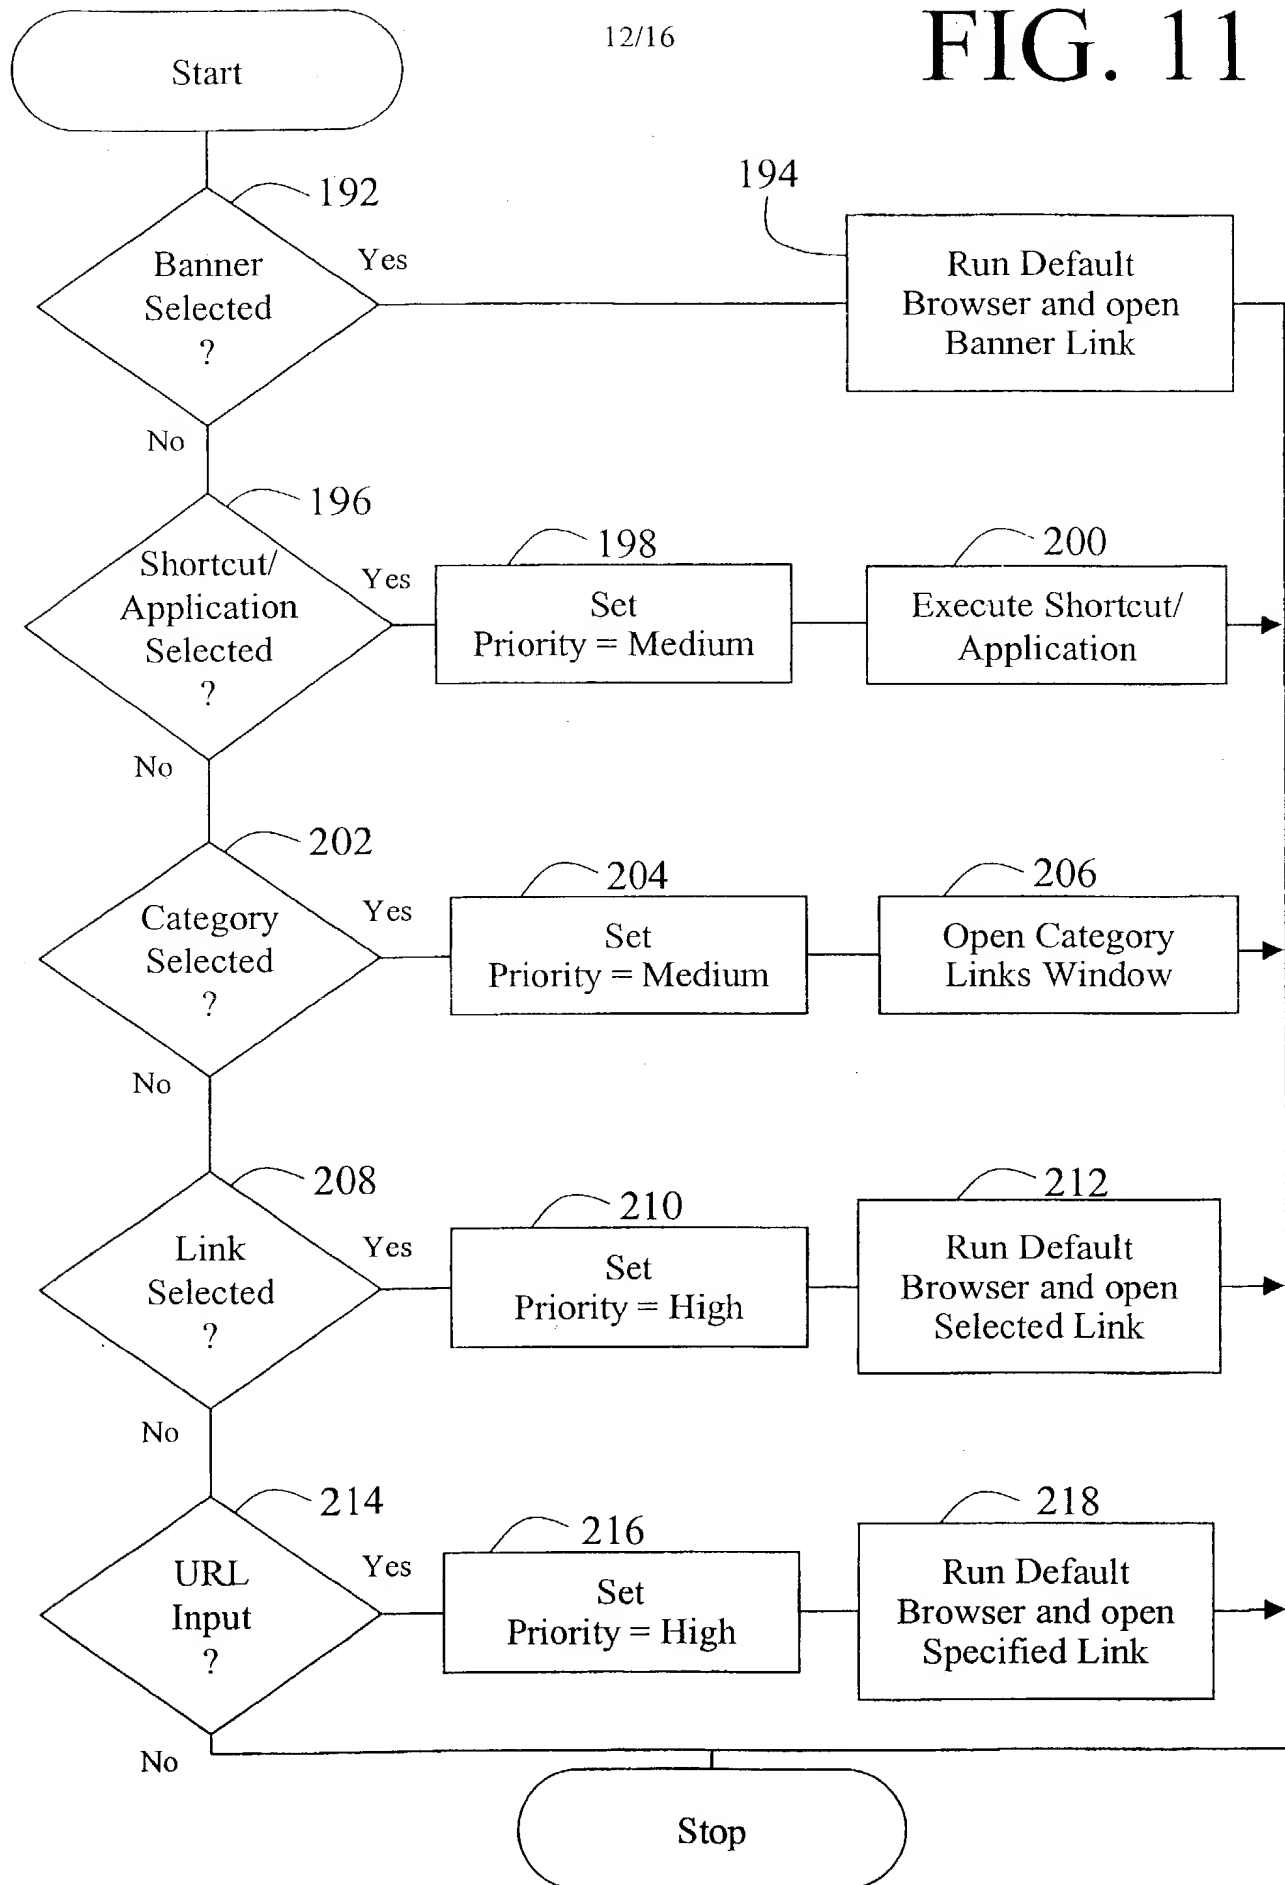 12/16
FIG. 11
Start
192
Banner
Selected
?
Yes
No
194
Run Default
Browser and open
Banner Link
196
Shortcut/
Application
Selected
?
Yes
No
198
Set
Priority = Medium
200
Execute Shortcut/
Application
202
Category
Selected
?
Yes
No
204
Set
Priority = Medium
206
Open Category
Links Window
208
Link
Selected
?
Yes
No
210
Set
Priority = High
212
Run Default
Browser and open
Selected Link
214
URL
Input
?
Yes
No
216
Set
Priority = High
218
Run Default
Browser and open
Specified Link
Stop